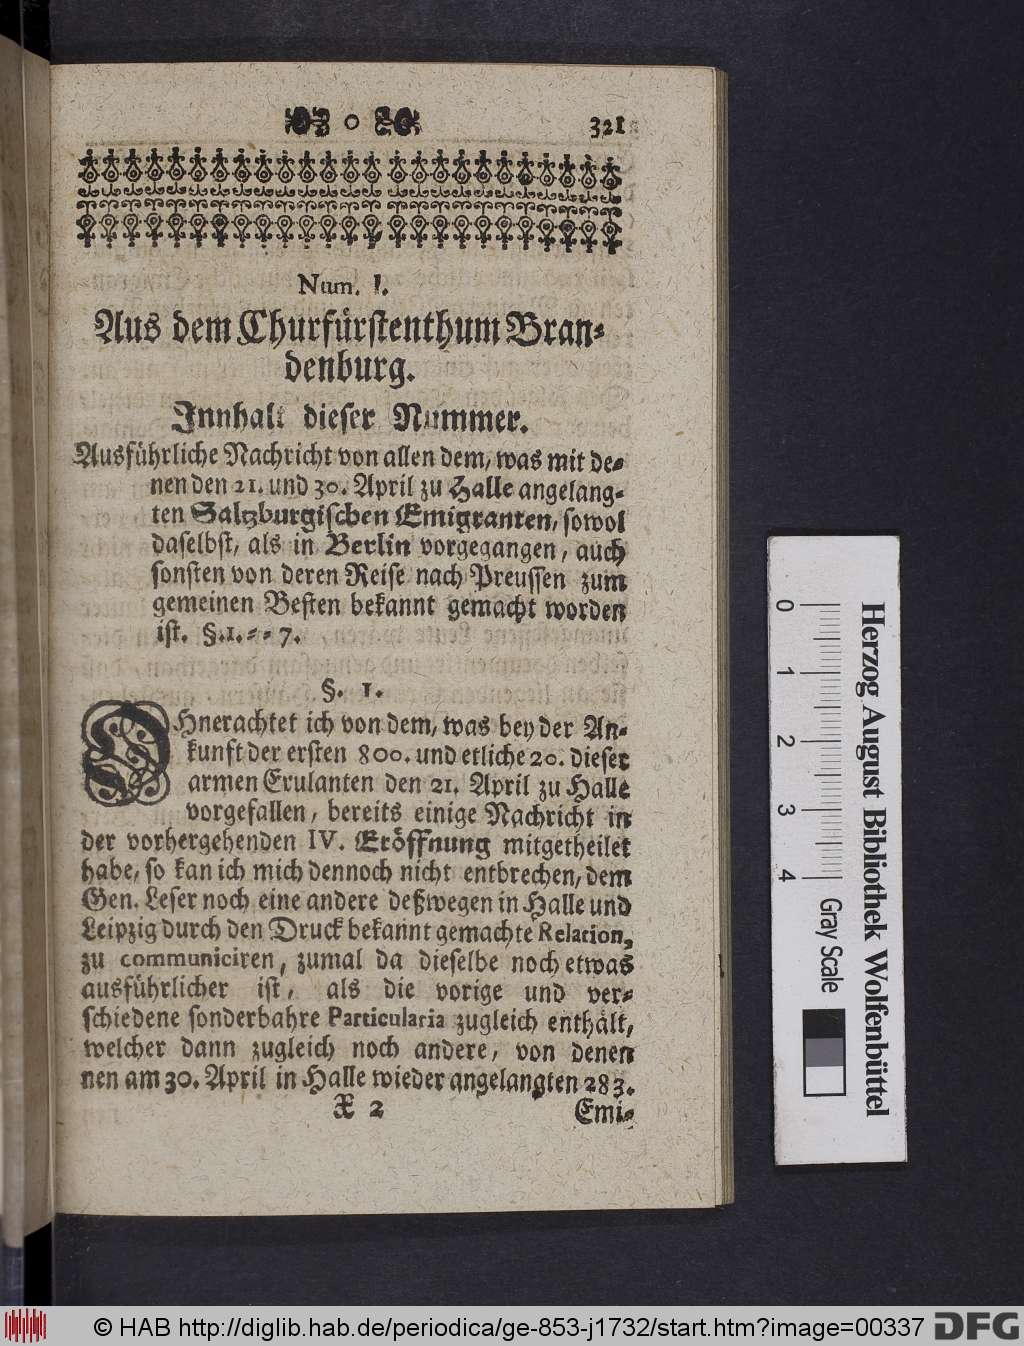 o 321
Num. I.
Aus dem Churfürstenthum Bran-
denburg.
Innhalt dieser Nummer.
Ausführliche Nachricht von allen dem, was mit de-
nen den 21. und 30. April zu Halle angelang-
ten Saltzburgischen Emigranten, sowol
daselbst, als in Berlin vorgegangen, auch
sonsten von deren Reise nach Preussen zum
gemeinen Besten bekannt gemacht worden
ist. §.1.-- 7.
§. 1.
OHnerachtet ich von dem, was bey der An-
kunft der ersten 800. und etliche 20. dieser
armen Exulanten den 21. April zu Halle
vorgefallen, bereits einige Nachricht in
der vorhergehenden IV. Eröffnung mitgetheilet
habe, so kan ich mich dennoch nicht entbrechen, dem
Gen. Leser noch eine andere deßwegen in Halle und
Leipzig durch den Druck bekannt gemachte Relation,
zu communiciren, zumal da dieselbe noch etwas
ausführlicher ist, als die vorige und ver-
schiedene sonderbahre Particularia zugleich enthält,
welcher dann zugleich noch andere, von denen
nen am 30. April in Halle wieder angelangten 283.
X 2 Emi-
0 1 2 3 4
Gray Scale
Herzog August Bibliothek Wolfenbüttel
© HAB http://diglib.hab.de/periodica/ge-853-j1732/start.htm?image=00337
DFG